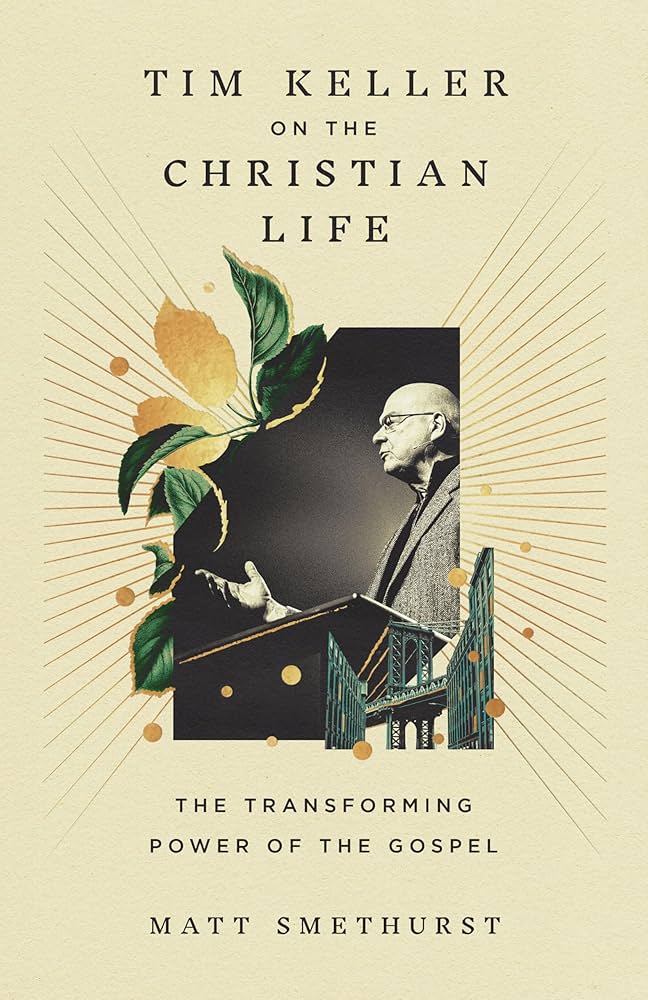 TIM KELLER
ON THE
CHRISTIAN
LIFE
THE TRANSFORMING
POWER OF THE GOSPEL
MATT SMETHURST